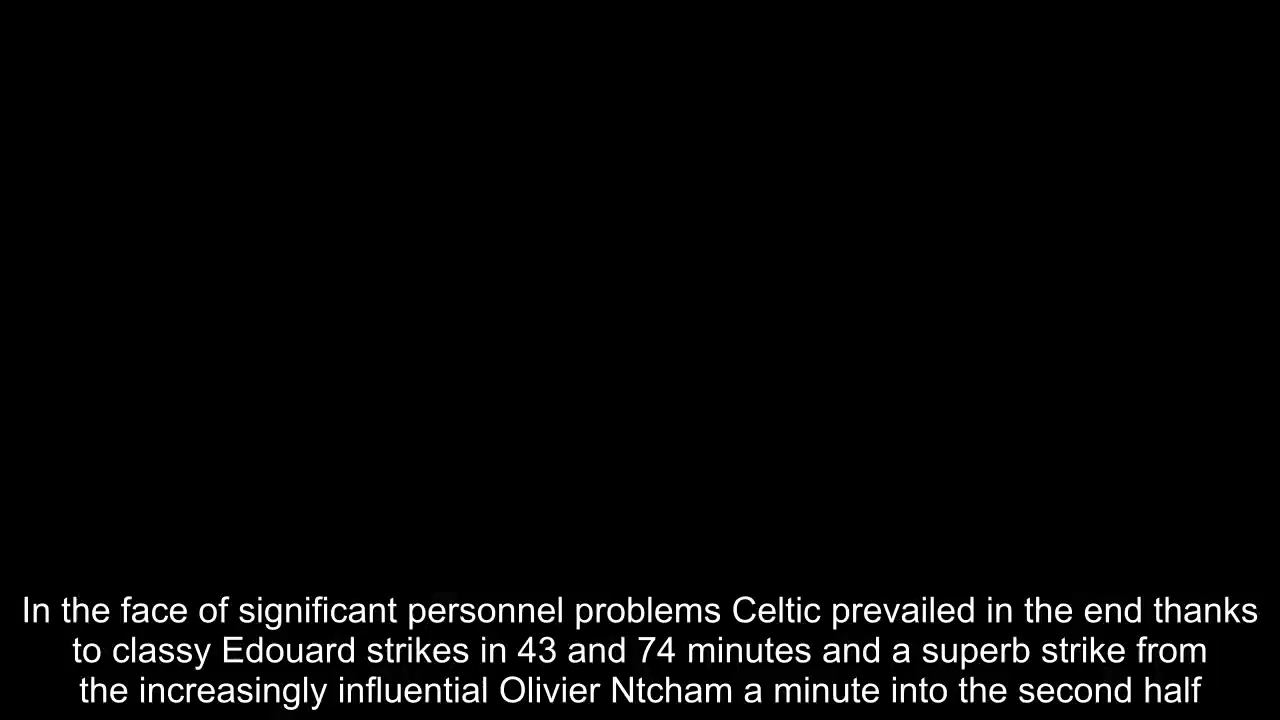 In the face of significant personnel problems Celtic prevailed in the end thanks
to classy Edouard strikes in 43 and 74 minutes and a superb strike from
the increasingly influential Olivier Ntcham a minute into the second half